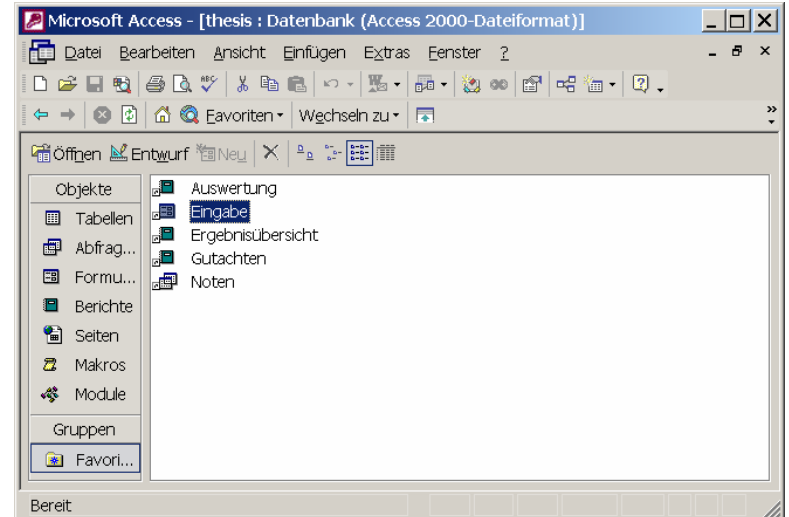 Microsoft Access - [thesis : Datenbank (Access 2000-Dateiformat)]
Datei Bearbeiten Ansicht Einfügen Extras Fenster ?
Favoriten Wechseln zu
Öffnen Entwurf Neu
Objekte
Tabellen
Abfrag...
Formu...
Berichte
Seiten
Makros
Module
Gruppen
Favori...
Auswertung
Eingabe
Ergebnisübersicht
Gutachten
Noten
Bereit